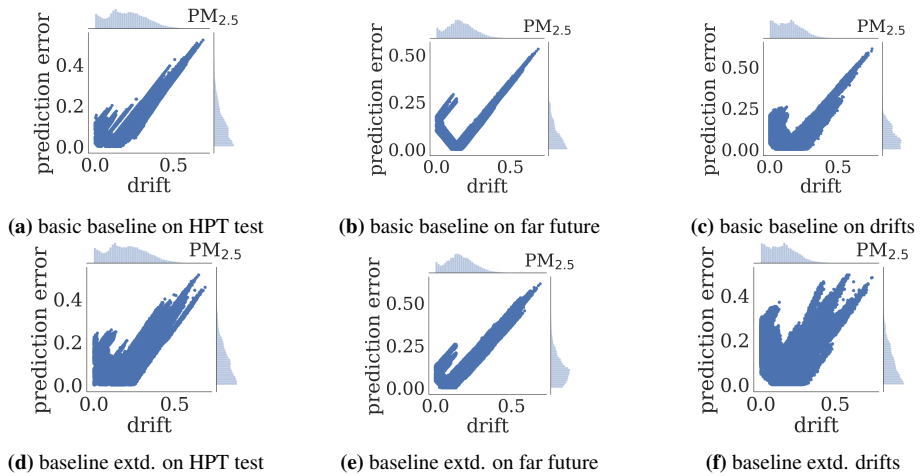 PM2.5
prediction error
0.4
0.2
0.0
0.0
0.5
drift
(a) basic baseline on HPT test
PM2.5
prediction error
0.50
0.25
0.00
0.0
0.5
drift
(b) basic baseline on far future
PM2.5
prediction error
0.50
0.25
0.00
0.0
0.5
drift
(c) basic baseline on drifts
PM2.5
prediction error
0.4
0.2
0.0
0.0
0.5
drift
(d) baseline extd. on HPT test
PM2.5
prediction error
0.50
0.25
0.00
0.0
0.5
drift
(e) baseline extd. on far future
PM2.5
prediction error
0.4
0.2
0.0
0.0
0.5
drift
(f) baseline extd. drifts